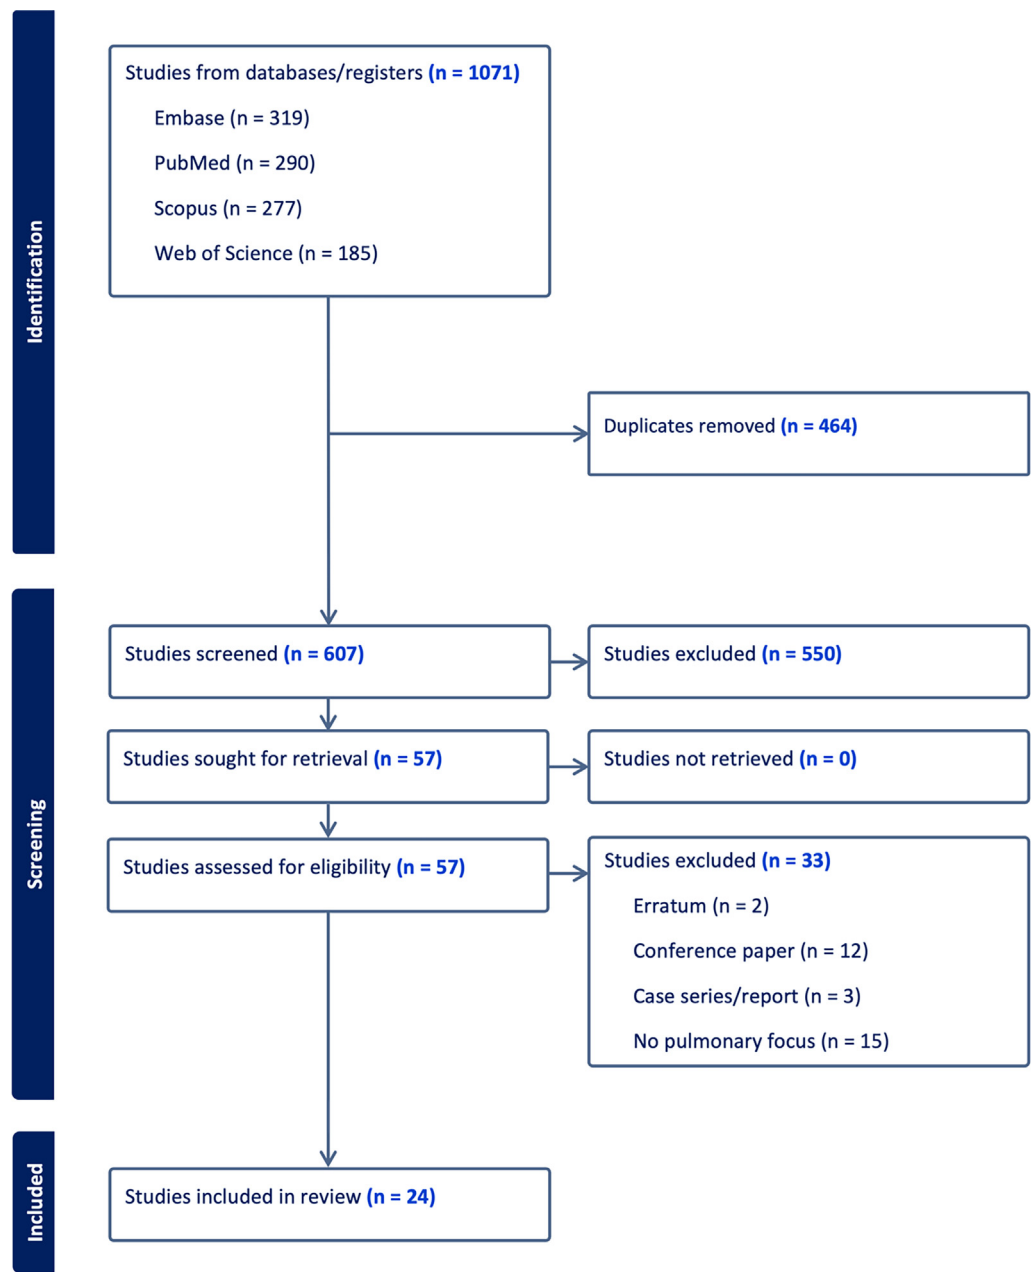 Identification
Studies from databases/registers (n = 1071)
Embase (n = 319)
PubMed (n = 290)
Scopus (n = 277)
Web of Science (n = 185)
Duplicates removed (n = 464)
Screening
Studies screened (n = 607)
Studies excluded (n = 550)
Studies sought for retrieval (n = 57)
Studies not retrieved (n = 0)
Studies assessed for eligibility (n = 57)
Studies excluded (n = 33)
Erratum (n = 2)
Conference paper (n = 12)
Case series/report (n = 3)
No pulmonary focus (n = 15)
Included
Studies included in review (n = 24)